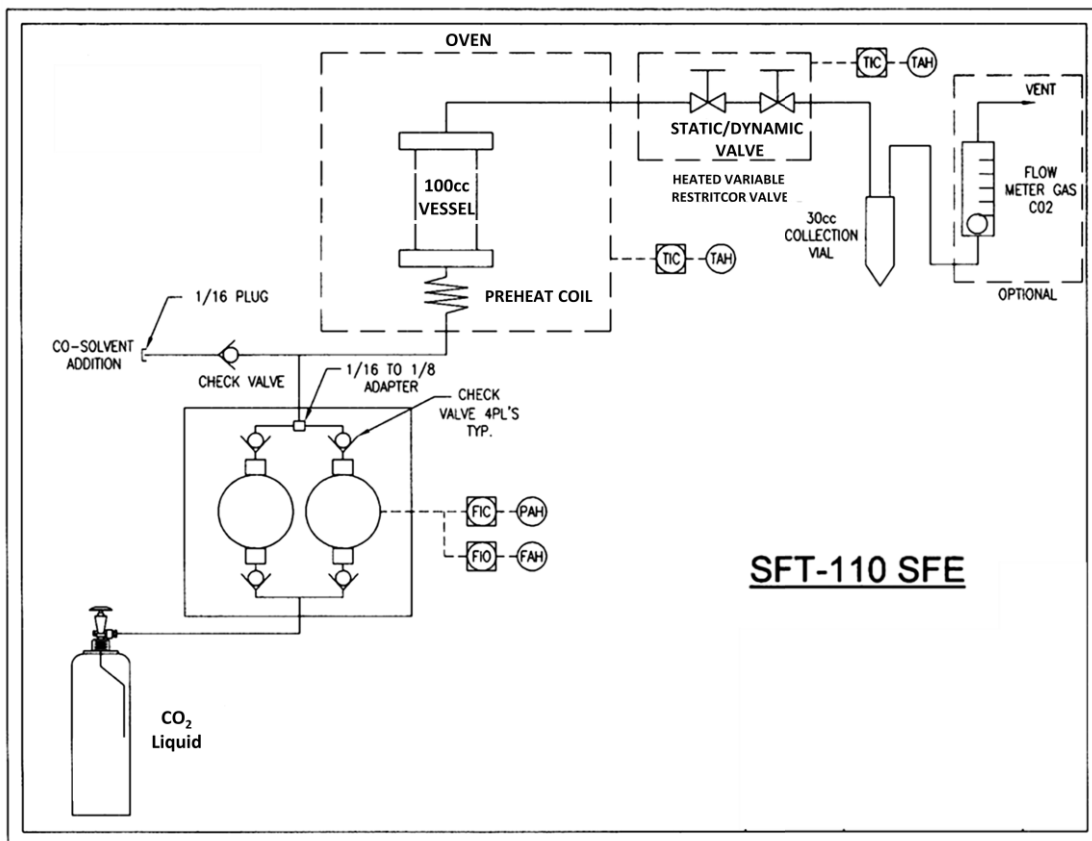 OVEN
TIC
TAH
VENT
STATIC/DYNAMIC
VALVE
HEATED VARIABLE
RESTRITCOR VALVE
100cc
VESSEL
FLOW
METER GAS
CO2
30cc
COLLECTION
VIAL
TIC
TAH
OPTIONAL
PREHEAT COIL
1/16 PLUG
CO-SOLVENT
ADDITION
CHECK VALVE
1/16 TO 1/8
ADAPTER
CHECK
VALVE 4PL'S
TYP.
FIC
PAH
FIO
FAH
SFT-110 SFE
CO₂
Liquid